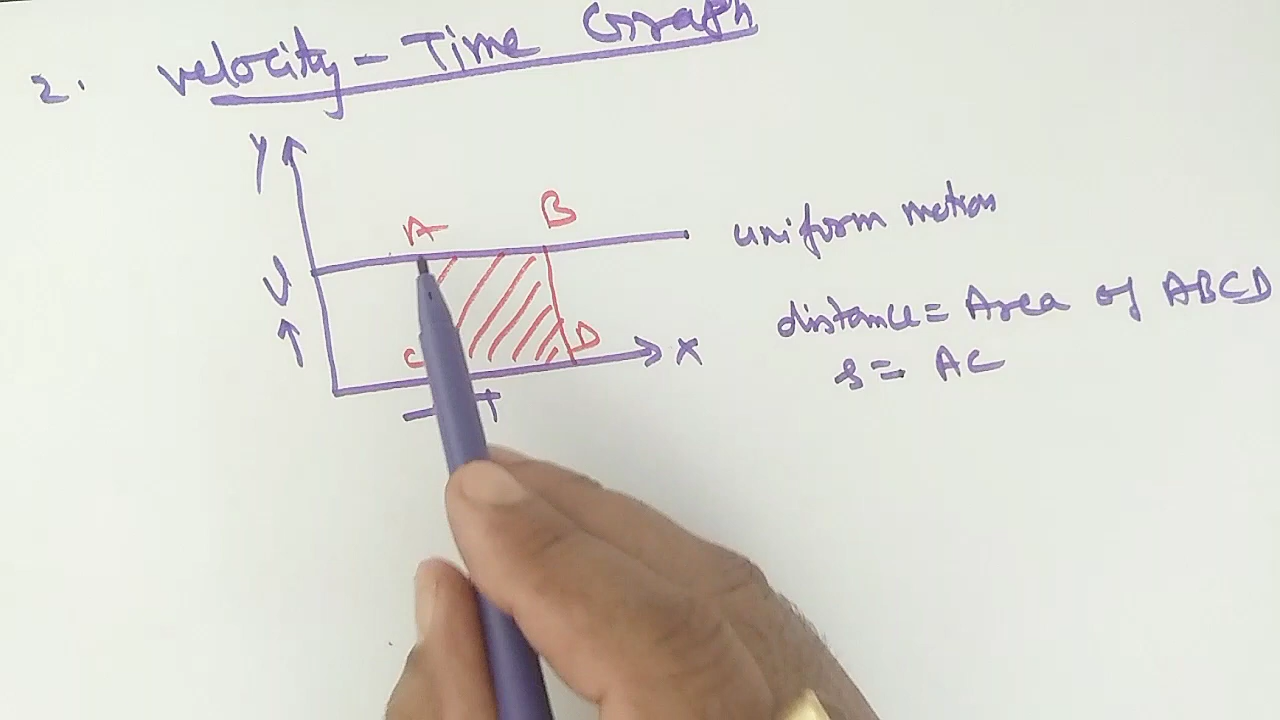 2. Velocity - Time Graph
Y
A B
uniform motion
V
distance = Area of ABCD
C D X
s = AC
t